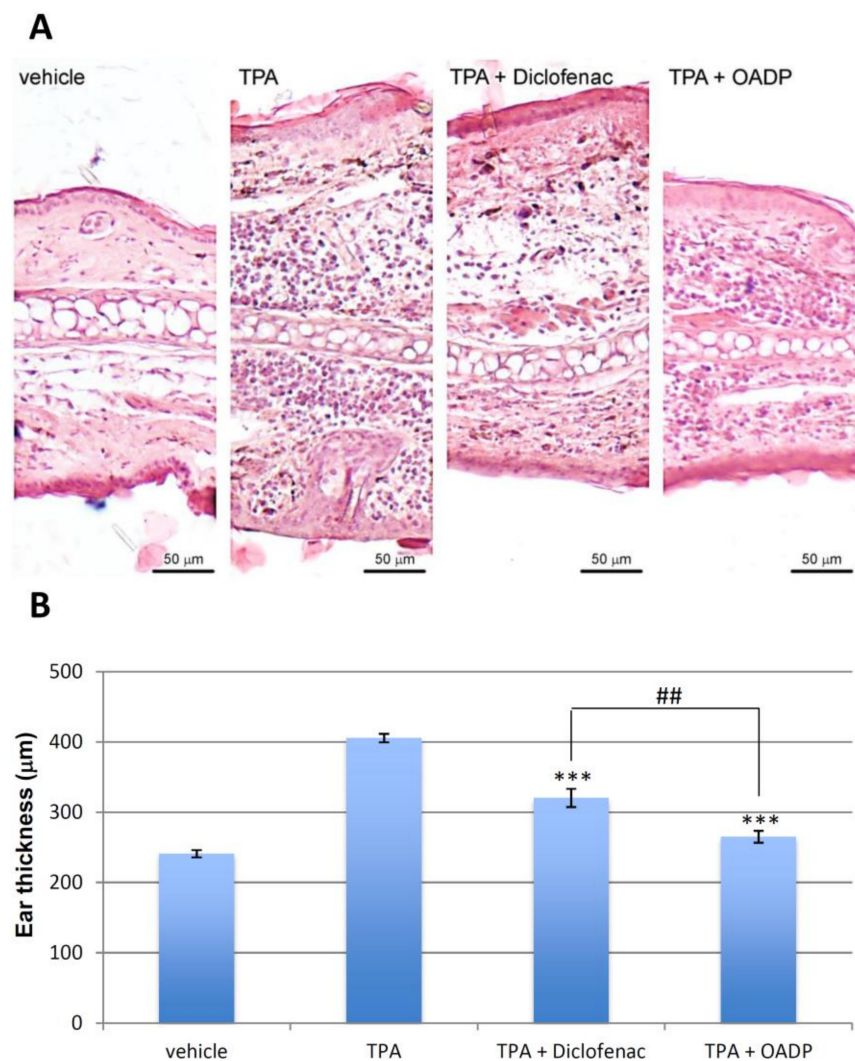 A
vehicle TPA TPA + Diclofenac TPA + OADP
50 µm 50 µm 50 µm 50 µm
B
Ear thickness (µm)
500
400
300
200
100
0
##
***
***
vehicle TPA TPA + Diclofenac TPA + OADP